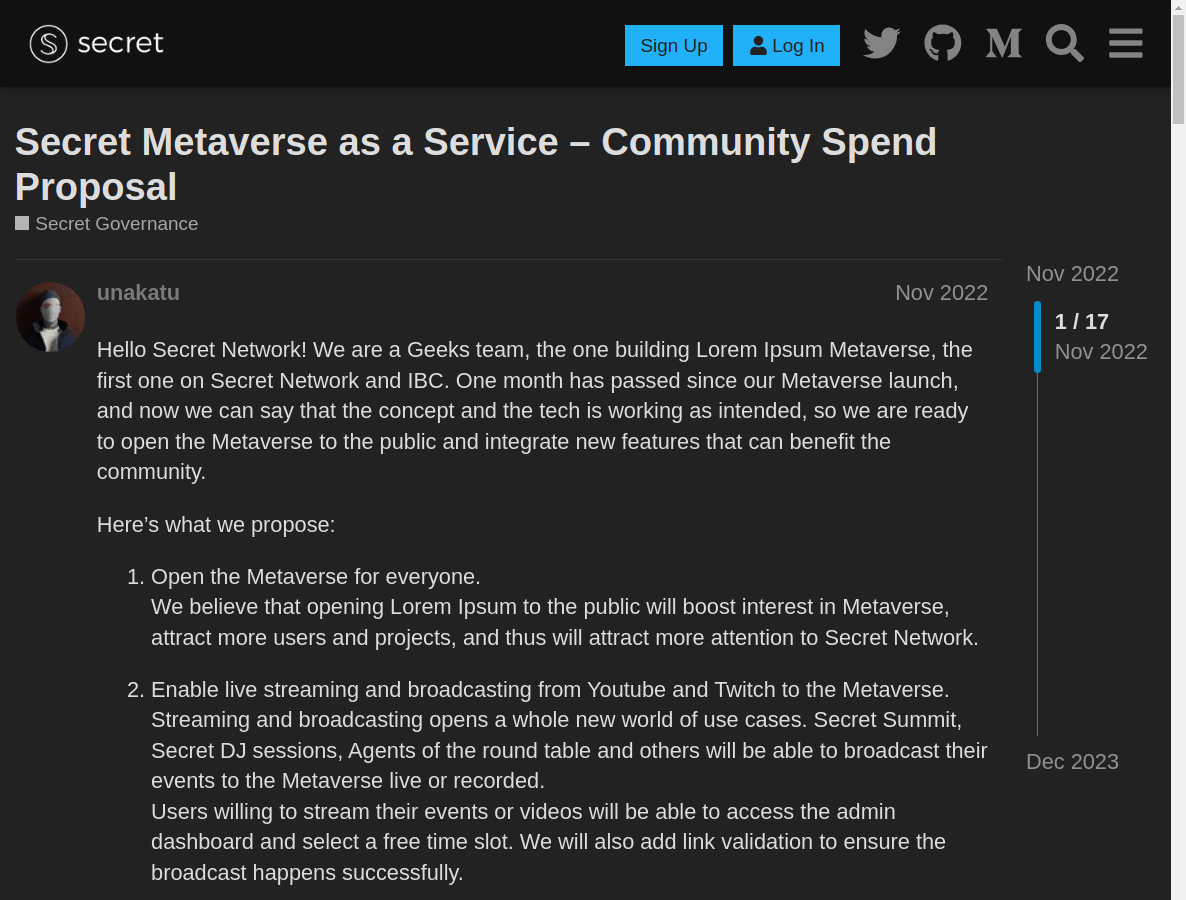 secret
Sign Up
Log In
Secret Metaverse as a Service – Community Spend
Proposal
Secret Governance
unakatu
Nov 2022
Hello Secret Network! We are a Geeks team, the one building Lorem Ipsum Metaverse, the
first one on Secret Network and IBC. One month has passed since our Metaverse launch,
and now we can say that the concept and the tech is working as intended, so we are ready
to open the Metaverse to the public and integrate new features that can benefit the
community.
Here’s what we propose:
1. Open the Metaverse for everyone.
We believe that opening Lorem Ipsum to the public will boost interest in Metaverse,
attract more users and projects, and thus will attract more attention to Secret Network.
2. Enable live streaming and broadcasting from Youtube and Twitch to the Metaverse.
Streaming and broadcasting opens a whole new world of use cases. Secret Summit,
Secret DJ sessions, Agents of the round table and others will be able to broadcast their
events to the Metaverse live or recorded.
Users willing to stream their events or videos will be able to access the admin
dashboard and select a free time slot. We will also add link validation to ensure the
broadcast happens successfully.
Nov 2022
1 / 17
Nov 2022
Dec 2023